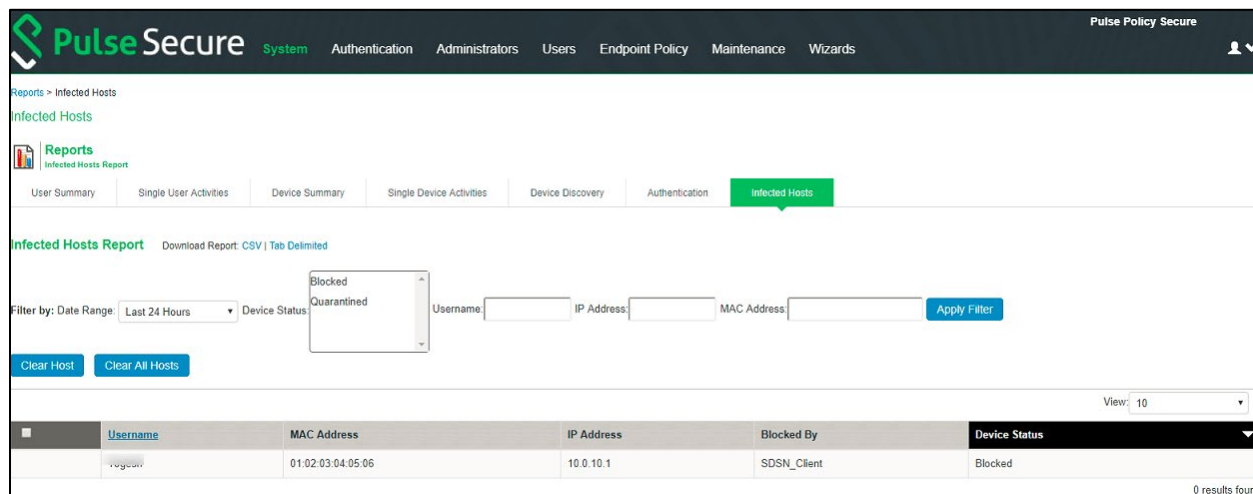 Pulse Policy Secure
Pulse Secure System Authentication Administrators Users Endpoint Policy Maintenance Wizards
Reports > Infected Hosts
Infected Hosts
Reports
Infected Hosts Report
User Summary Single User Activities Device Summary Single Device Activities Device Discovery Authentication Infected Hosts
Infected Hosts Report Download Report: CSV | Tab Delimited
Blocked
Filter by: Date Range: Last 24 Hours Device Status: Quarantined Username: IP Address: MAC Address: Apply Filter
Clear Host Clear All Hosts
View: 10
Username MAC Address IP Address Blocked By Device Status
01:02:03:04:05:06 10.0.10.1 SDSN_Client Blocked
0 results foun